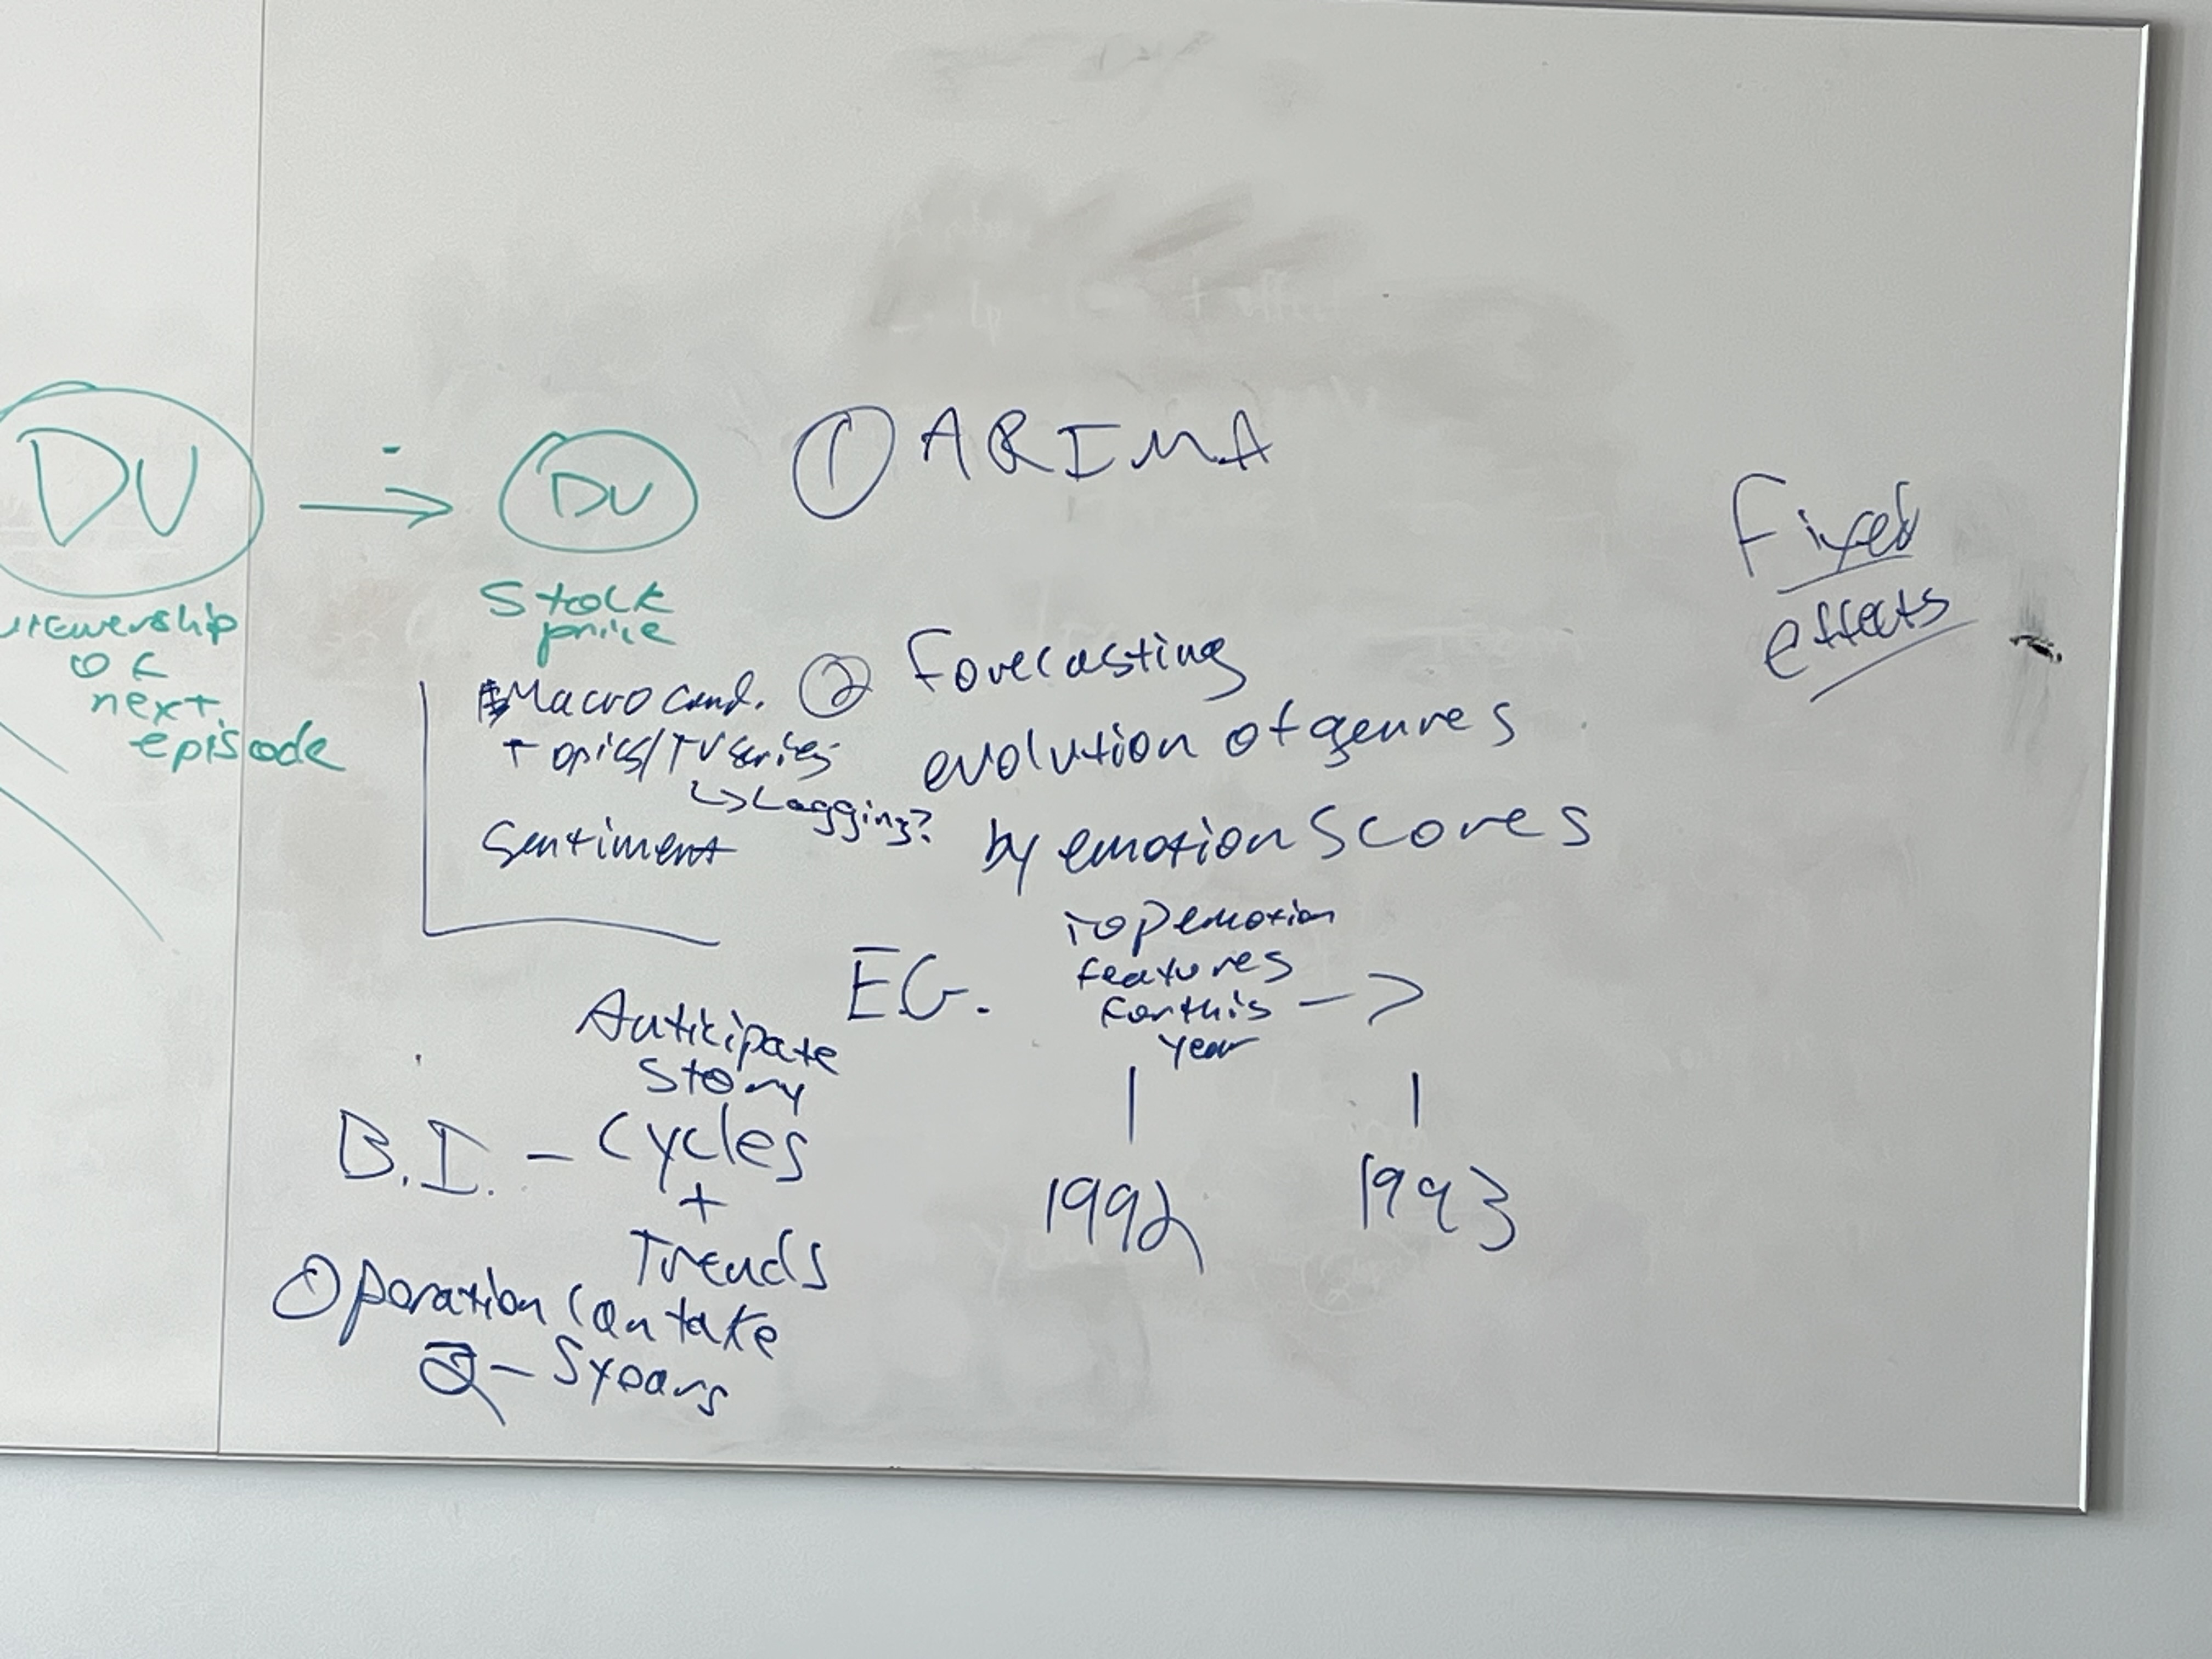 DV
viewership
of
next
episode
DV
Stock
price
① ARIMA
Fixed
effects
Macro cond.
Topics/TV series
↳ Lagging?
Sentiment
② Forecasting
evolution of genres
by emotion scores
E.G.
Top emotion
features
for this
year
->
1992
1993
Anticipate
Story
B.I. - Cycles
+
Trends
Operation can take
2-5 years